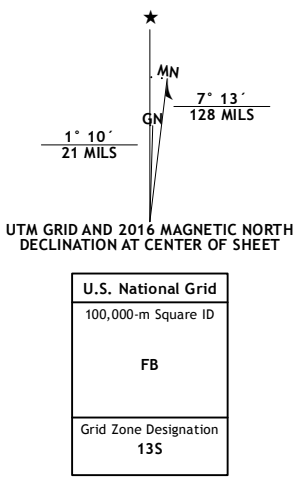 ★
MN
GN
7° 13´
128 MILS
1° 10´
21 MILS
UTM GRID AND 2016 MAGNETIC NORTH
DECLINATION AT CENTER OF SHEET
U.S. National Grid
100,000-m Square ID
FB
Grid Zone Designation
13S